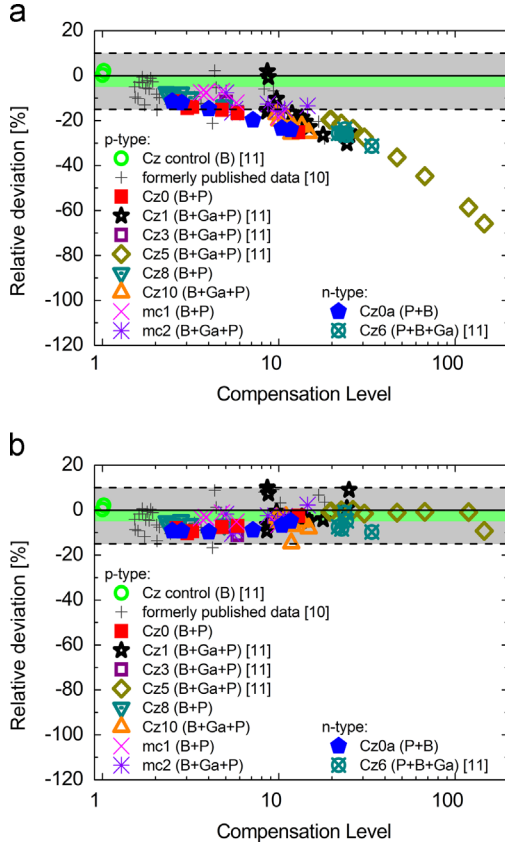 a
20
0
-20
-40
-60
-80
-100
-120
Relative deviation [%]
p-type:
Cz control (B) [11]
formerly published data [10]
Cz0 (B+P)
Cz1 (B+Ga+P) [11]
Cz3 (B+Ga+P) [11]
Cz5 (B+Ga+P) [11]
Cz8 (B+P)
Cz10 (B+Ga+P)
mc1 (B+P)
mc2 (B+Ga+P)
n-type:
Cz0a (P+B)
Cz6 (P+B+Ga) [11]
1 10 100
Compensation Level
b
20
0
-20
-40
-60
-80
-100
-120
Relative deviation [%]
p-type:
Cz control (B) [11]
formerly published data [10]
Cz0 (B+P)
Cz1 (B+Ga+P) [11]
Cz3 (B+Ga+P) [11]
Cz5 (B+Ga+P) [11]
Cz8 (B+P)
Cz10 (B+Ga+P)
mc1 (B+P)
mc2 (B+Ga+P)
n-type:
Cz0a (P+B)
Cz6 (P+B+Ga) [11]
1 10 100
Compensation Level